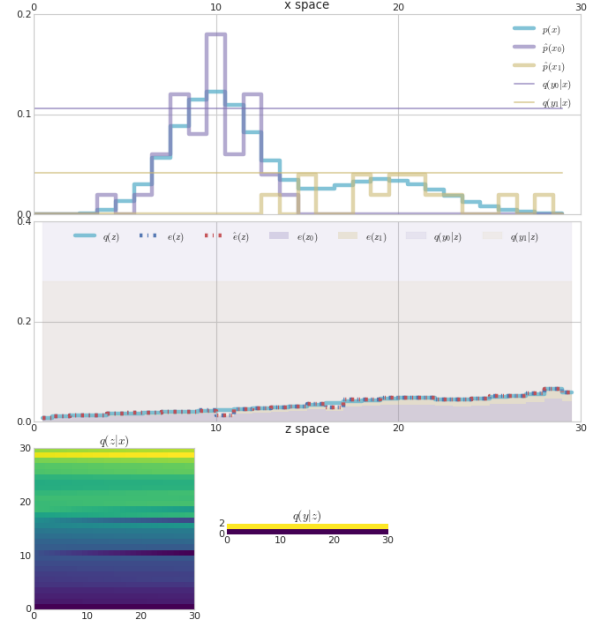 x space
0 10 20 30
0.2
0.1
0.0
p(x)
p̂(x₀)
p̂(x₁)
q(y₀|x)
q(y₁|x)
0.4
0.2
0.0
q(z) e(z) ẽ(z) e(z₀) e(z₁) q(y₀|z) q(y₁|z)
0 10 20 30
z space
q(z|x)
30
20
10
0
0 10 20 30
q(y|z)
2
0
0 10 20 30